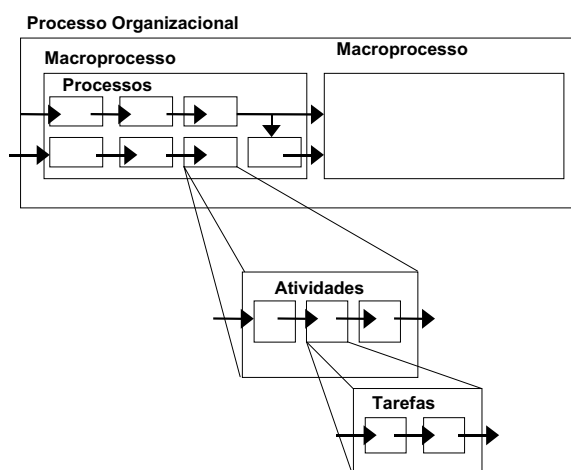 Processo Organizacional
Macroprocesso
Macroprocesso
Processos
Atividades
Tarefas